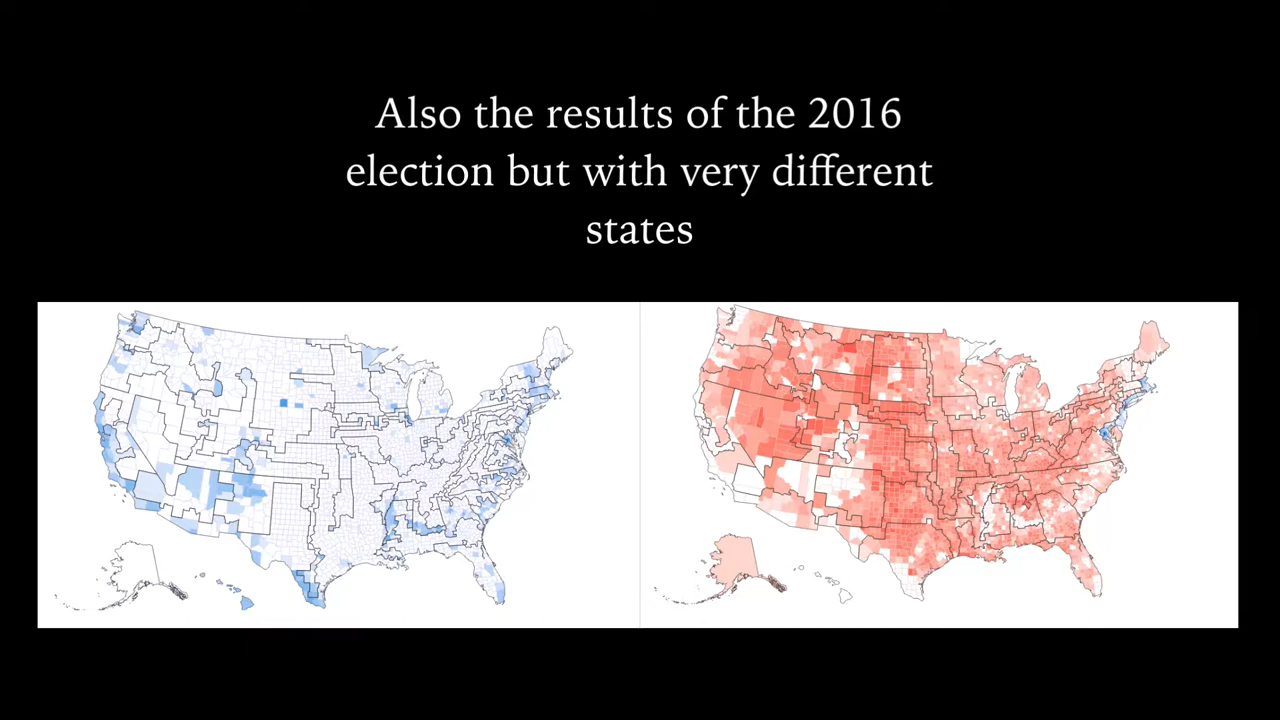 Also the results of the 2016
election but with very different
states